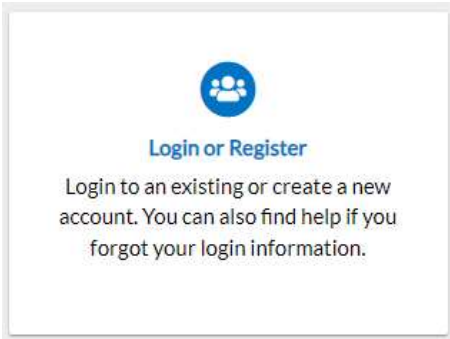 Login or Register
Login to an existing or create a new
account. You can also find help if you
forgot your login information.